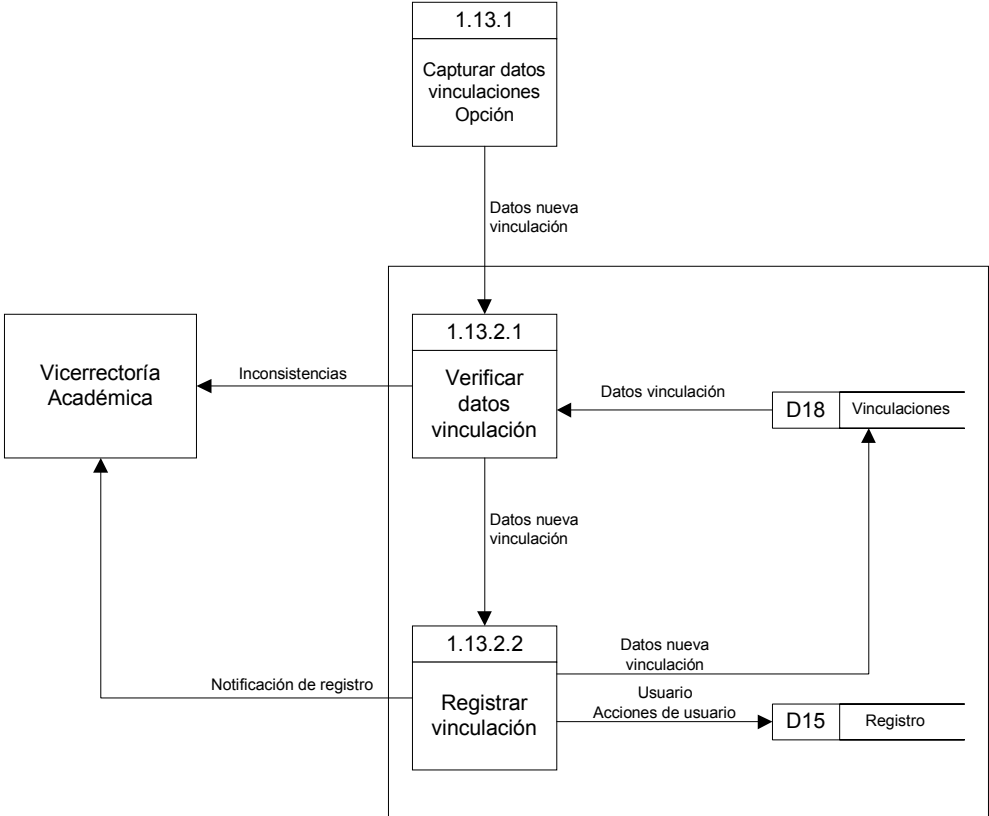 1.13.1
Capturar datos
vinculaciones
Opción
Datos nueva
vinculación
1.13.2.1
Verificar
datos
vinculación
Vicerrectoría
Académica
Inconsistencias
Datos vinculación
D18
Vinculaciones
Datos nueva
vinculación
1.13.2.2
Registrar
vinculación
Datos nueva
vinculación
Notificación de registro
Usuario
Acciones de usuario
D15
Registro